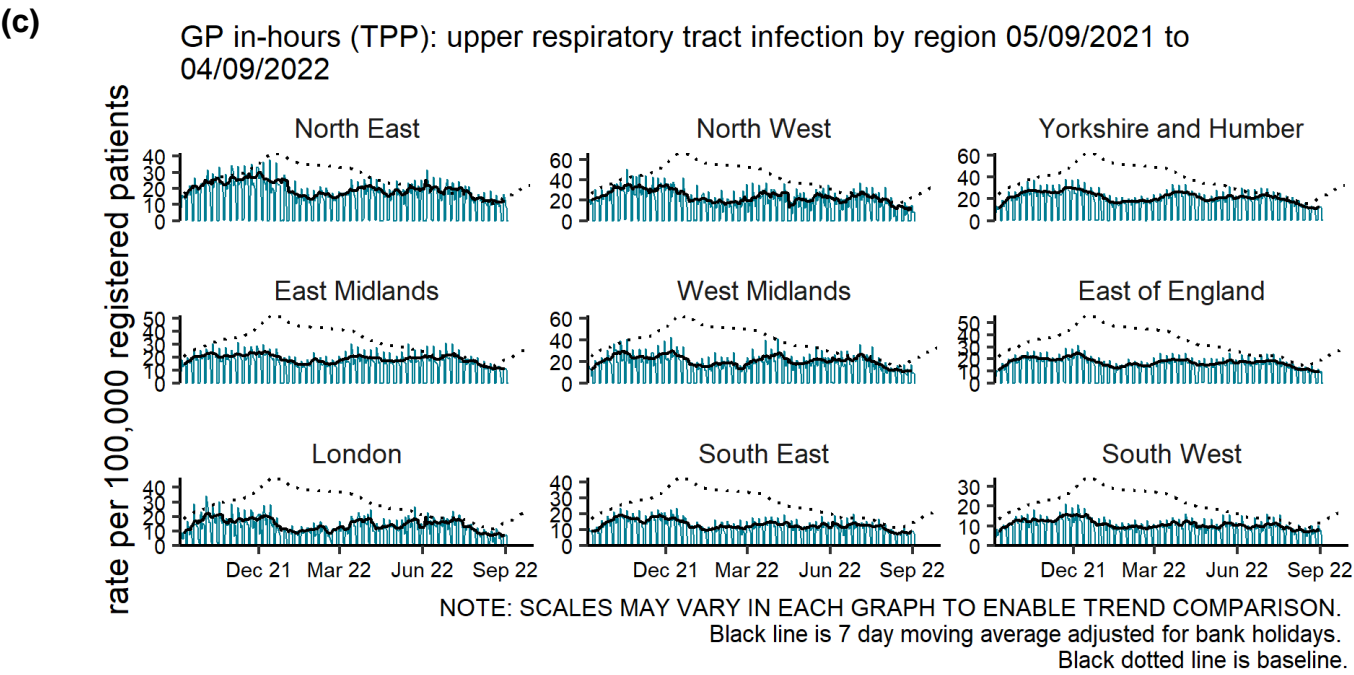 (c)
GP in-hours (TPP): upper respiratory tract infection by region 05/09/2021 to
04/09/2022
rate per 100,000 registered patients
North East
North West
Yorkshire and Humber
40
30
20
10
0
60
40
20
0
60
40
20
0
East Midlands
West Midlands
East of England
50
40
30
20
10
0
60
40
20
0
50
40
30
20
10
0
London
South East
South West
40
30
20
10
0
40
30
20
10
0
30
20
10
0
Dec 21 Mar 22 Jun 22 Sep 22
Dec 21 Mar 22 Jun 22 Sep 22
Dec 21 Mar 22 Jun 22 Sep 22
NOTE: SCALES MAY VARY IN EACH GRAPH TO ENABLE TREND COMPARISON.
Black line is 7 day moving average adjusted for bank holidays.
Black dotted line is baseline.